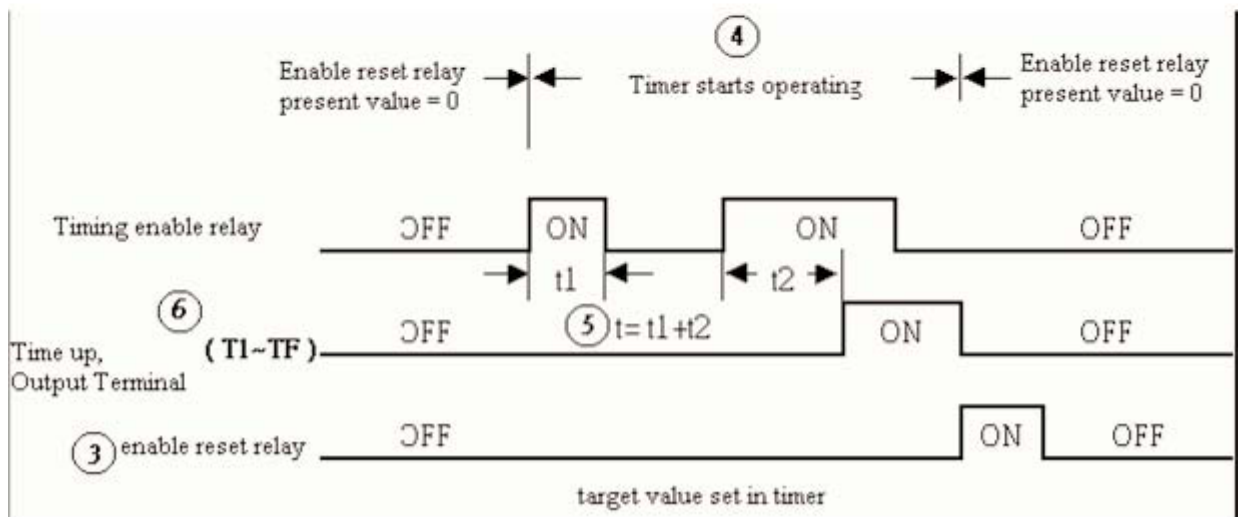 4
Enable reset relay
present value = 0
Timer starts operating
Enable reset relay
present value = 0
Timing enable relay
OFF
ON
ON
OFF
t1
t2
6
( T1~TF )
Time up,
Output Terminal
OFF
5 t= t1+t2
ON
OFF
3 enable reset relay
OFF
ON
OFF
target value set in timer